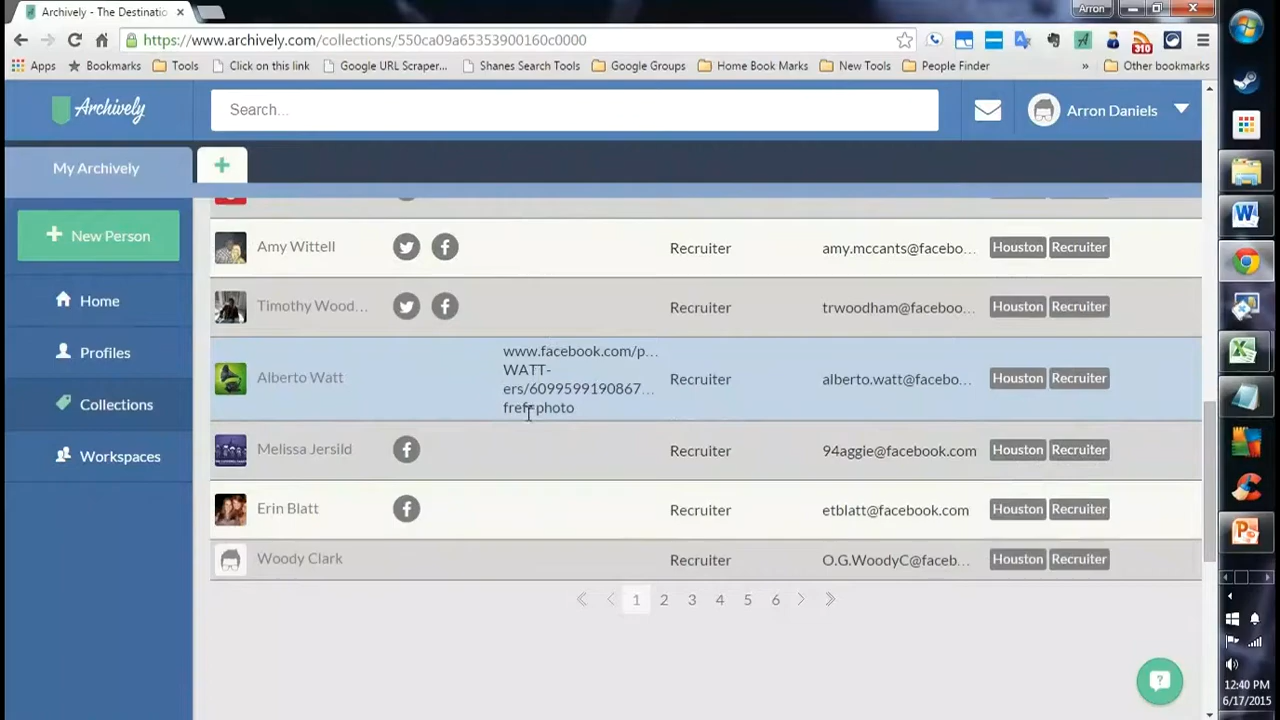 Archively - The Destinatio
Arron
https://www.archively.com/collections/550ca09a65353900160c0000
310
Apps
Bookmarks
Tools
Click on this link
Google URL Scraper...
Shanes Search Tools
Google Groups
Home Book Marks
New Tools
People Finder
»
Other bookmarks
Archively
Search...
Arron Daniels
My Archively
+
+ New Person
Home
Profiles
Collections
Workspaces
Amy Wittell Recruiter amy.mccants@facebo... Houston Recruiter
Timothy Wood... Recruiter trwoodham@faceboo... Houston Recruiter
Alberto Watt
www.facebook.com/p...
WATT-
ers/6099599190867...
fref=photo
Recruiter alberto.watt@facebo... Houston Recruiter
Melissa Jersild Recruiter 94aggie@facebook.com Houston Recruiter
Erin Blatt Recruiter etblatt@facebook.com Houston Recruiter
Woody Clark Recruiter O.G.WoodyC@faceb... Houston Recruiter
« ‹ 1 2 3 4 5 6 › »
?
12:40 PM
6/17/2015